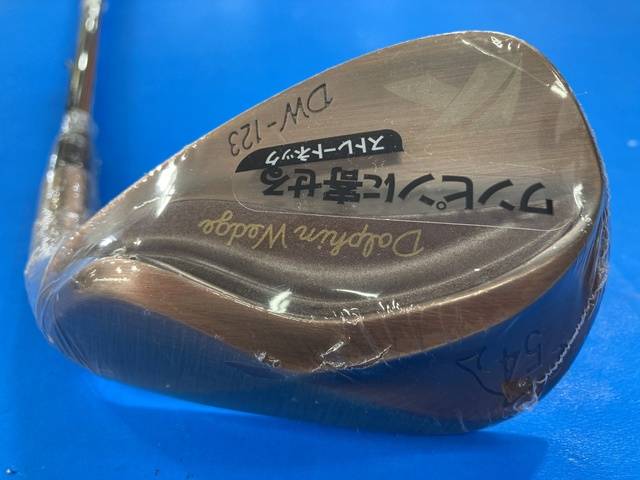 DW-123
ストレートネック
ワンピンに寄せる
Dolphin Wedge
54